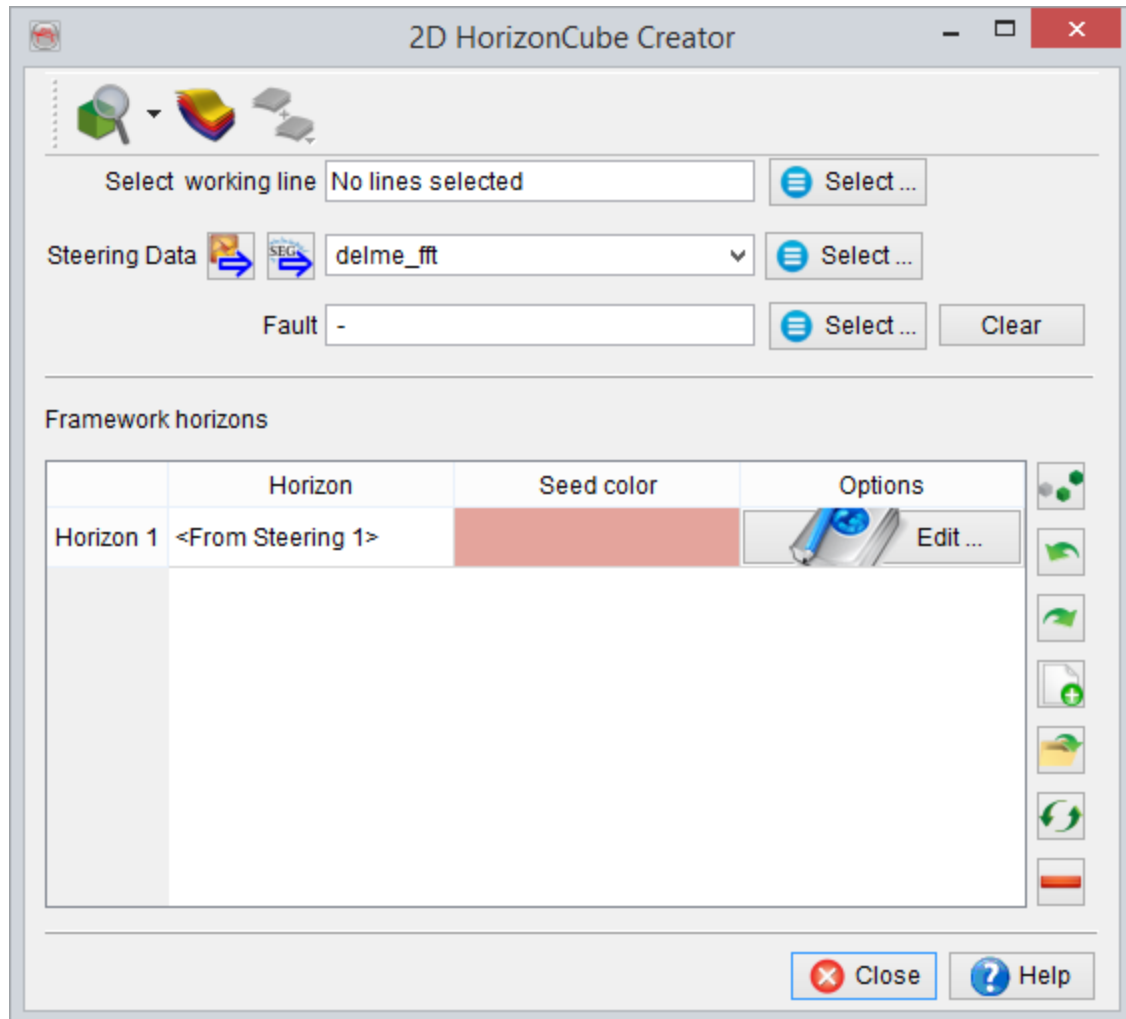 2D HorizonCube Creator
Select working line No lines selected Select ...
Steering Data SEG delme_fft Select ...
Fault - Select ... Clear
Framework horizons
Horizon Seed color Options
Horizon 1 <From Steering 1> Edit ...
Close Help